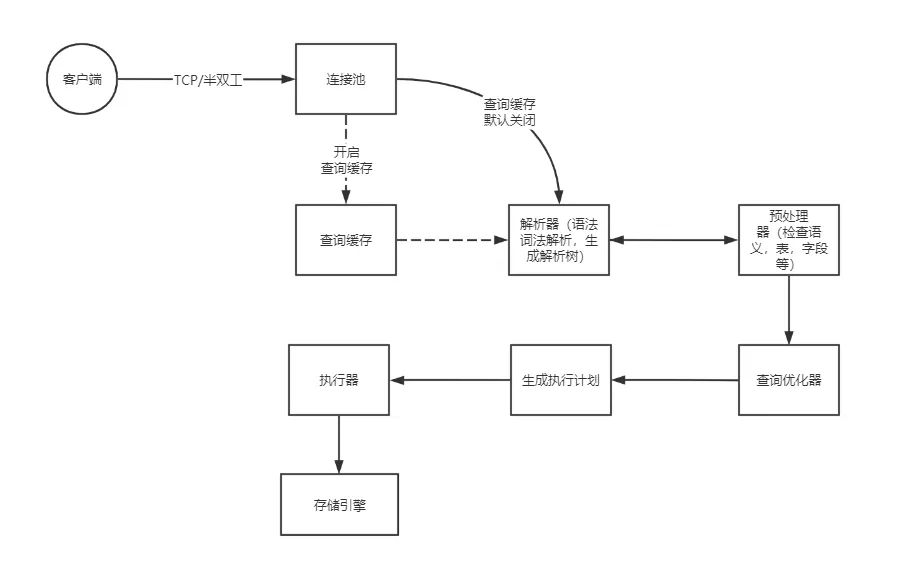 客户端
TCP/半双工
连接池
查询缓存
默认关闭
开启
查询缓存
查询缓存
解析器（语法
词法解析，生
成解析树）
预处理
器（检查语
义，表，字段
等）
执行器
生成执行计划
查询优化器
存储引擎